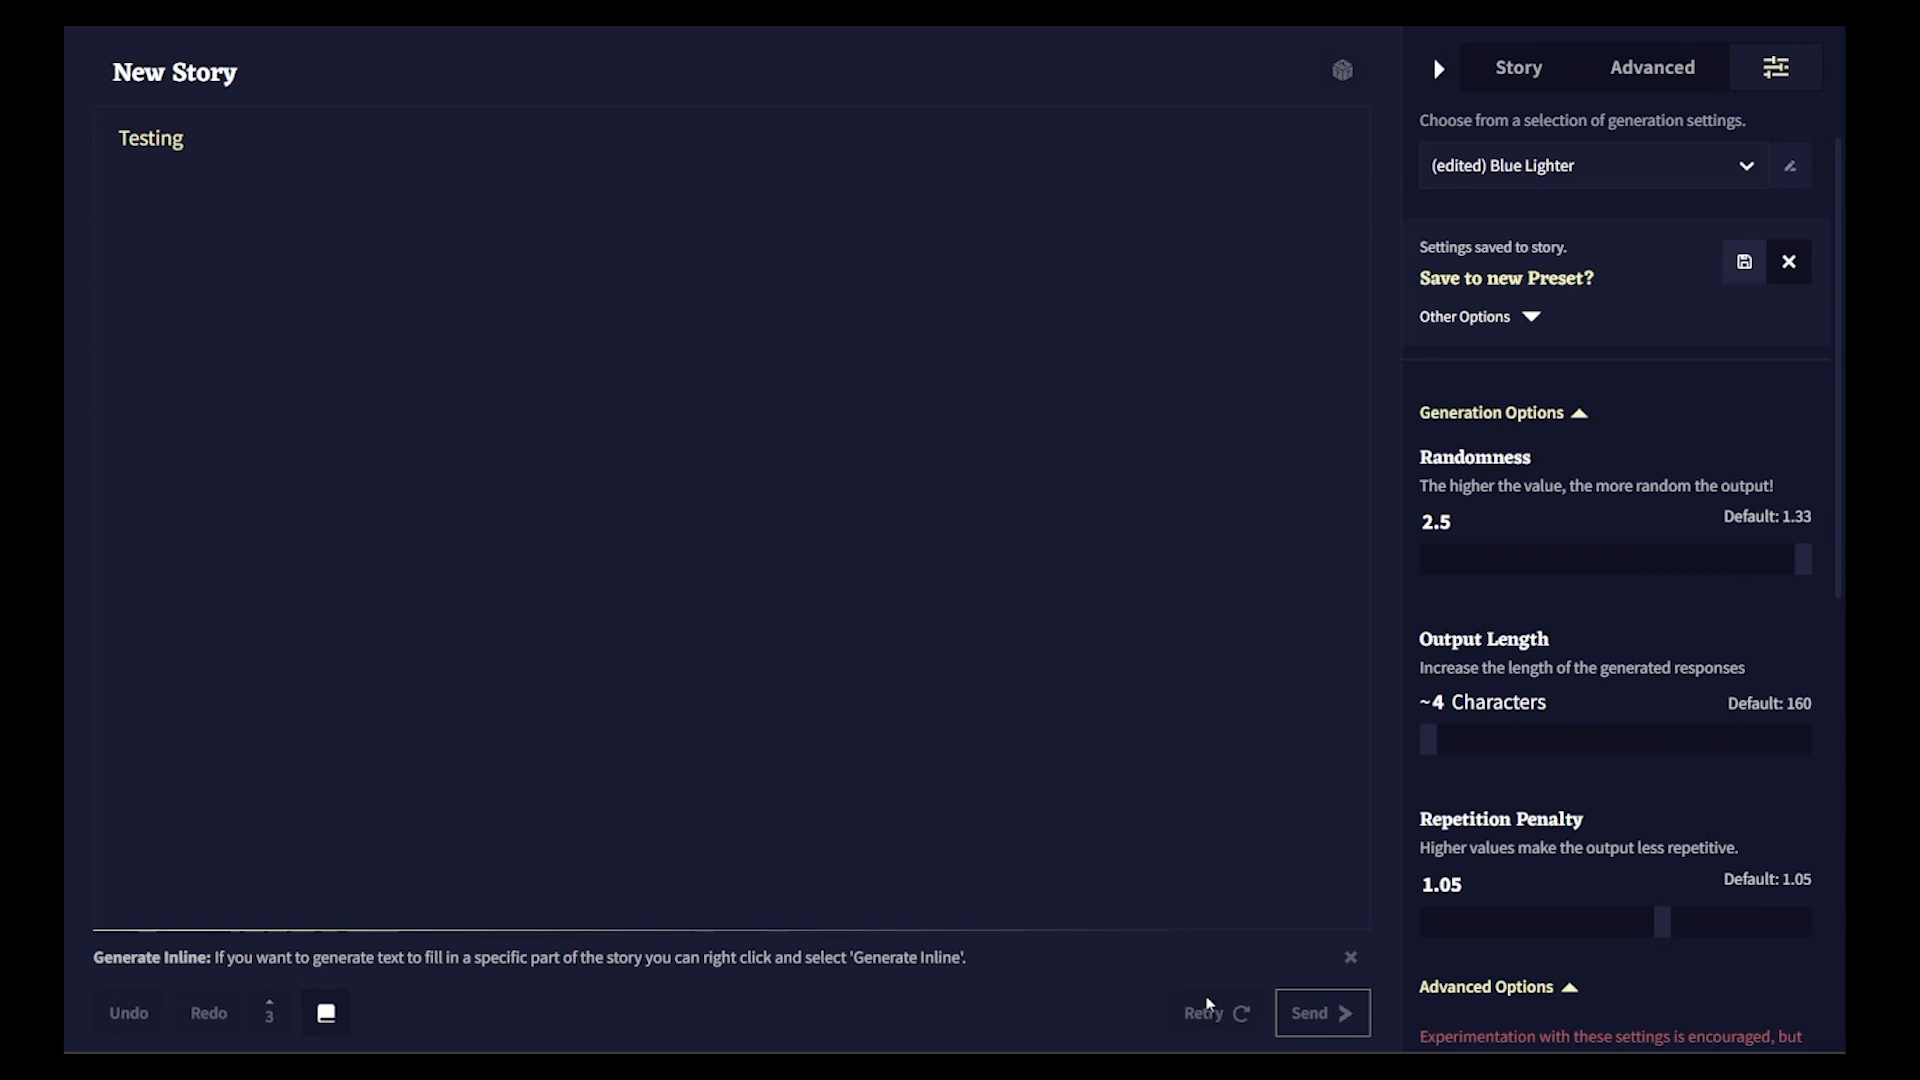 New Story
Testing
Generate Inline: If you want to generate text to fill in a specific part of the story you can right click and select 'Generate Inline'.
Undo
Redo
3
Retry
Send
Story
Advanced
Choose from a selection of generation settings.
(edited) Blue Lighter
Settings saved to story.
Save to new Preset?
Other Options
Generation Options
Randomness
The higher the value, the more random the output!
2.5
Default: 1.33
Output Length
Increase the length of the generated responses
~4 Characters
Default: 160
Repetition Penalty
Higher values make the output less repetitive.
1.05
Default: 1.05
Advanced Options
Experimentation with these settings is encouraged, but